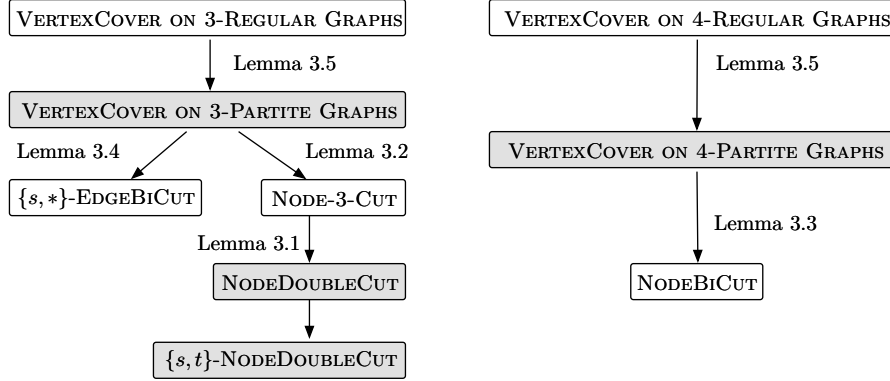 VERTEXCOVER ON 3-REGULAR GRAPHS
Lemma 3.5
VERTEXCOVER ON 3-PARTITE GRAPHS
Lemma 3.4
Lemma 3.2
{s, *}-EDGEBICUT
NODE-3-CUT
Lemma 3.1
NODEDOUBLECUT
{s, t}-NODEDOUBLECUT
VERTEXCOVER ON 4-REGULAR GRAPHS
Lemma 3.5
VERTEXCOVER ON 4-PARTITE GRAPHS
Lemma 3.3
NODEBICUT